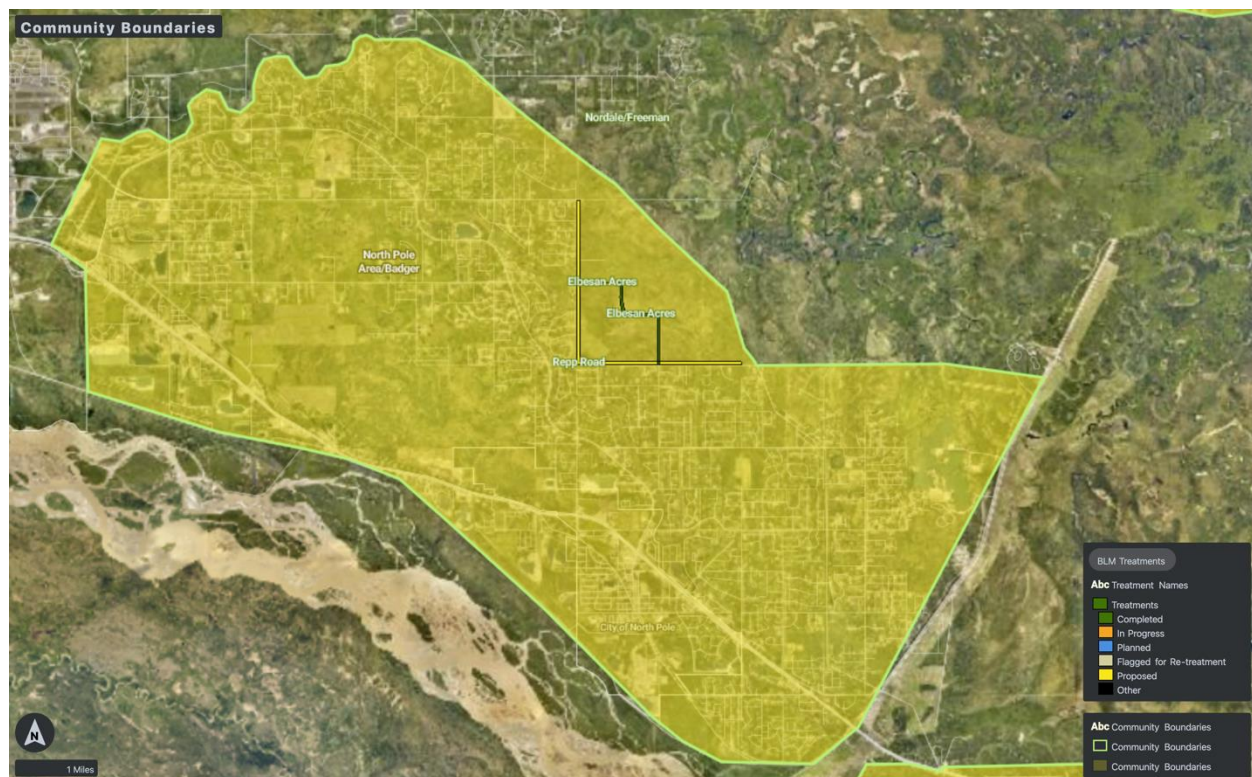 Community Boundaries
Nordale/Freeman
North Pole
Area/Badger
Elbesan Acres
Elbesan Acres
Repp Road
City of North Pole
BLM Treatments
Abc Treatment Names
Treatments
Completed
In Progress
Planned
Flagged for Re-treatment
Proposed
Other
Abc Community Boundaries
Community Boundaries
Community Boundaries
N
1 Miles